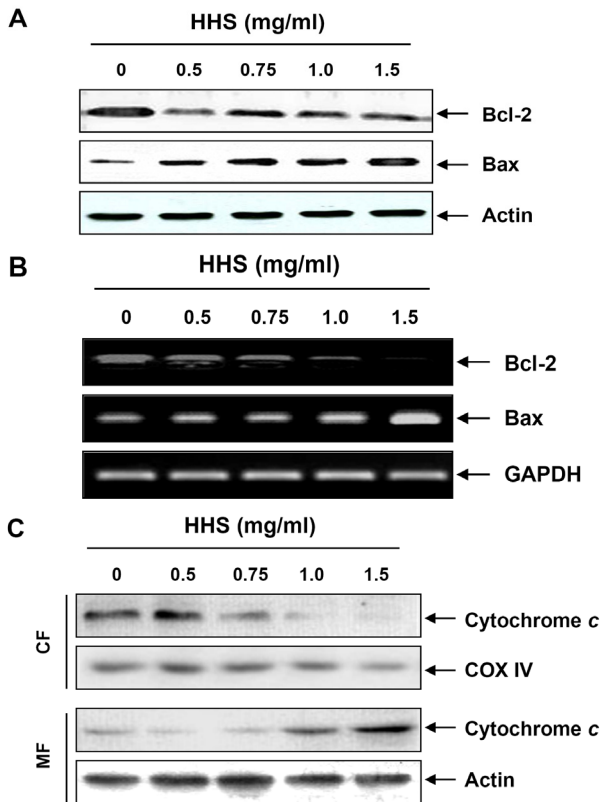 A
HHS (mg/ml)
0 0.5 0.75 1.0 1.5
Bcl-2
Bax
Actin
B
HHS (mg/ml)
0 0.5 0.75 1.0 1.5
Bcl-2
Bax
GAPDH
C
HHS (mg/ml)
0 0.5 0.75 1.0 1.5
CF
Cytochrome c
COX IV
MF
Cytochrome c
Actin